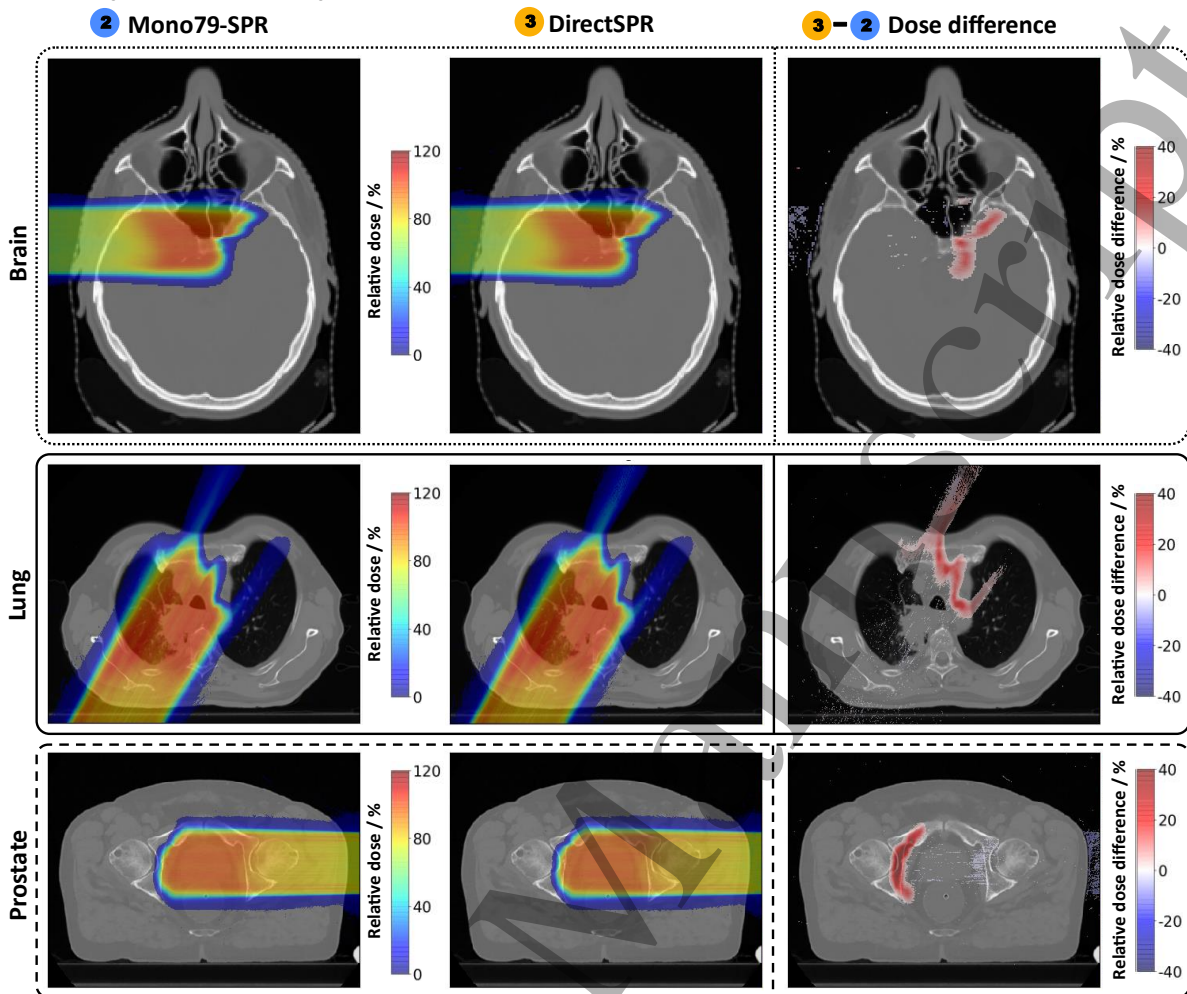 2 Mono79-SPR 3 DirectSPR 3 – 2 Dose difference
Brain
Relative dose / %
120
80
40
0
Relative dose / %
120
80
40
0
Relative dose difference / %
40
20
0
-20
-40
Lung
Relative dose / %
120
80
40
0
Relative dose / %
120
80
40
0
Relative dose difference / %
40
20
0
-20
-40
Prostate
Relative dose / %
120
80
40
0
Relative dose / %
120
80
40
0
Relative dose difference / %
40
20
0
-20
-40
Manuscript